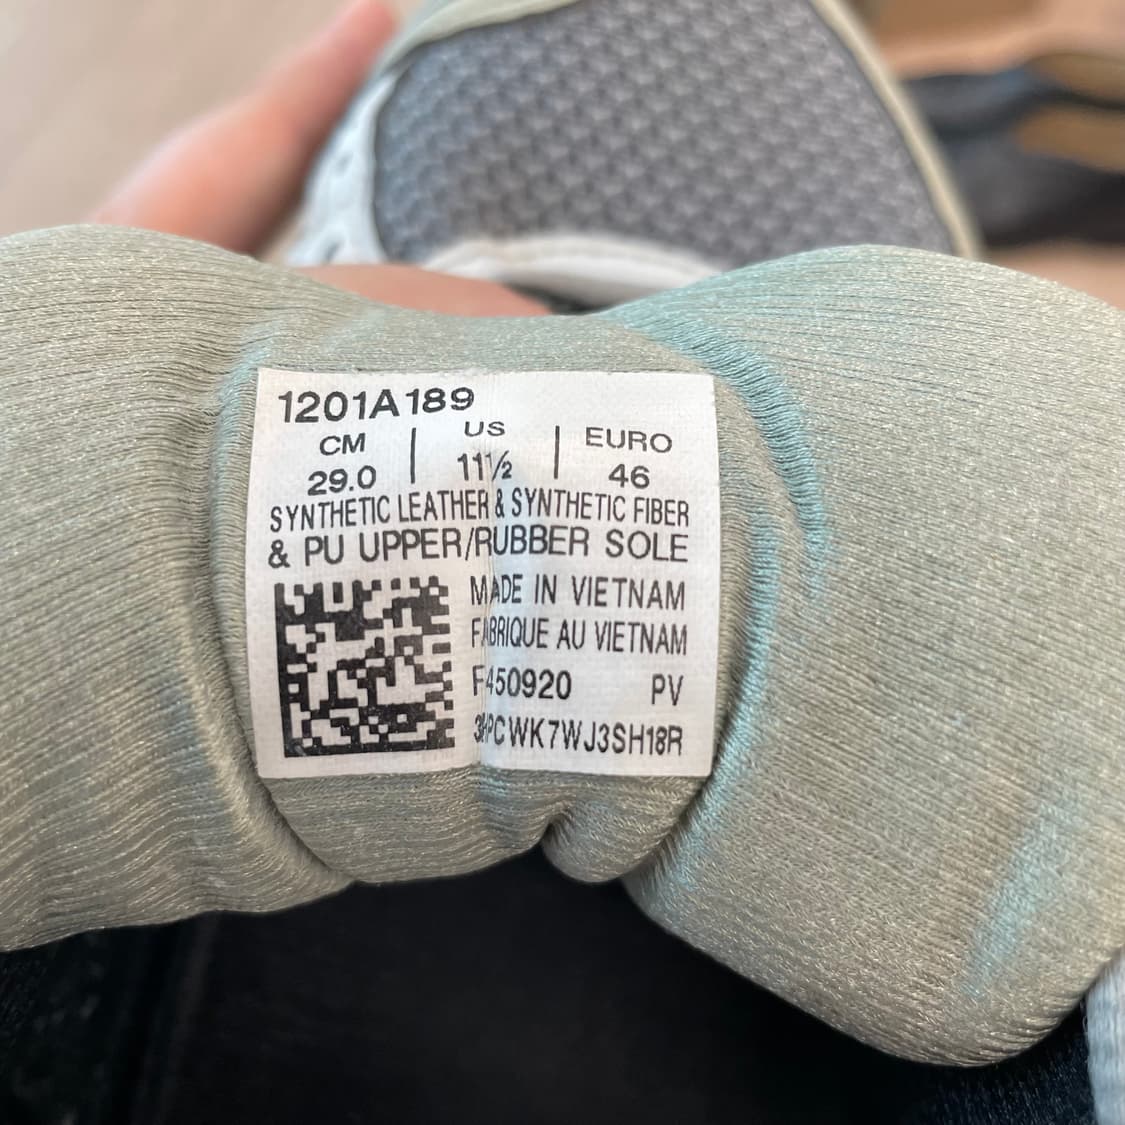 1201A189
CM | US | EURO
29.0 | 11½ | 46
SYNTHETIC LEATHER & SYNTHETIC FIBER
& PU UPPER/RUBBER SOLE
MADE IN VIETNAM
FABRIQUE AU VIETNAM
F450920 PV